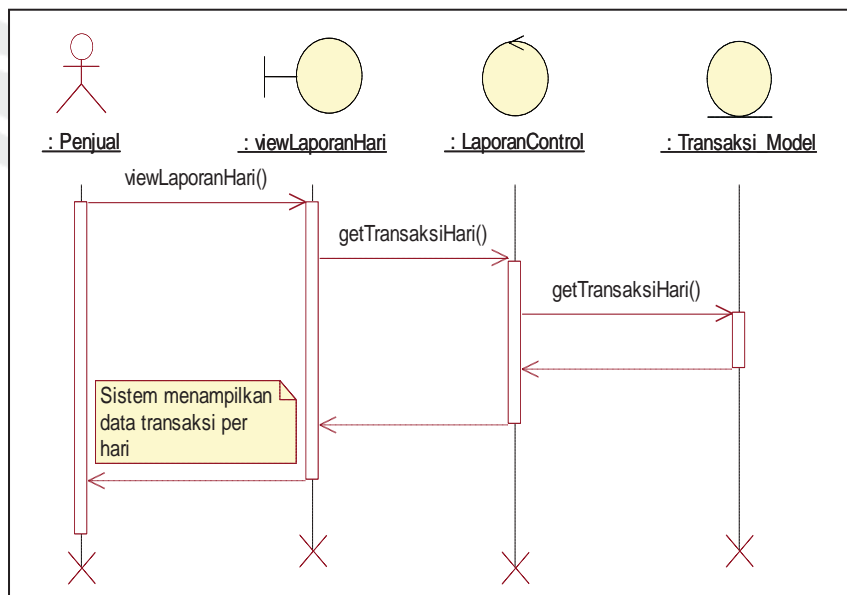 : Penjual
: viewLaporanHari
: LaporanControl
: Transaksi_Model
viewLaporanHari()
getTransaksiHari()
getTransaksiHari()
Sistem menampilkan
data transaksi per
hari